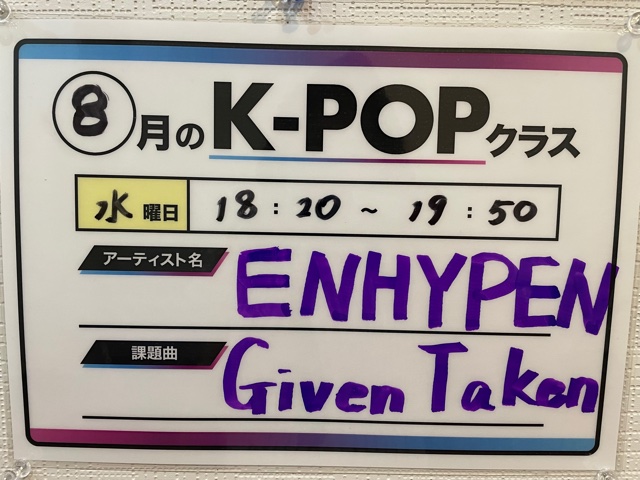 8月のK-POPクラス
水曜日 18:20 ~ 19:50
アーティスト名 ENHYPEN
課題曲 Given Taken